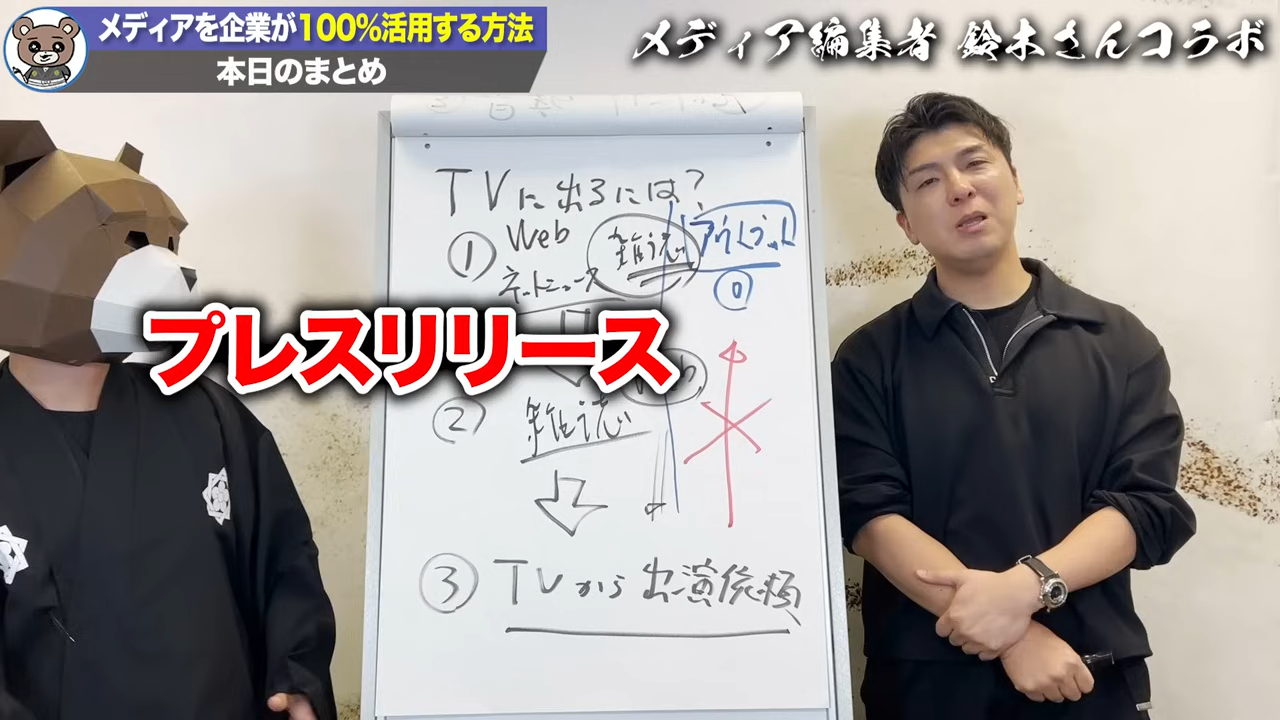 メディアを企業が100%活用する方法
本日のまとめ
メディア編集者 鈴木さんコラボ
TVに出るには?
① Web 雑誌 アウトプット
ネットニュース
⓪
プレスリリース
② 雑誌
③ TVから出演依頼